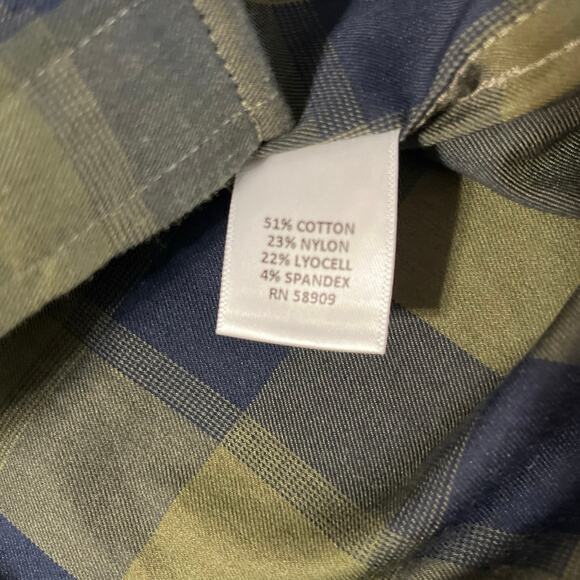 51% COTTON
23% NYLON
22% LYOCELL
4% SPANDEX
RN 58909